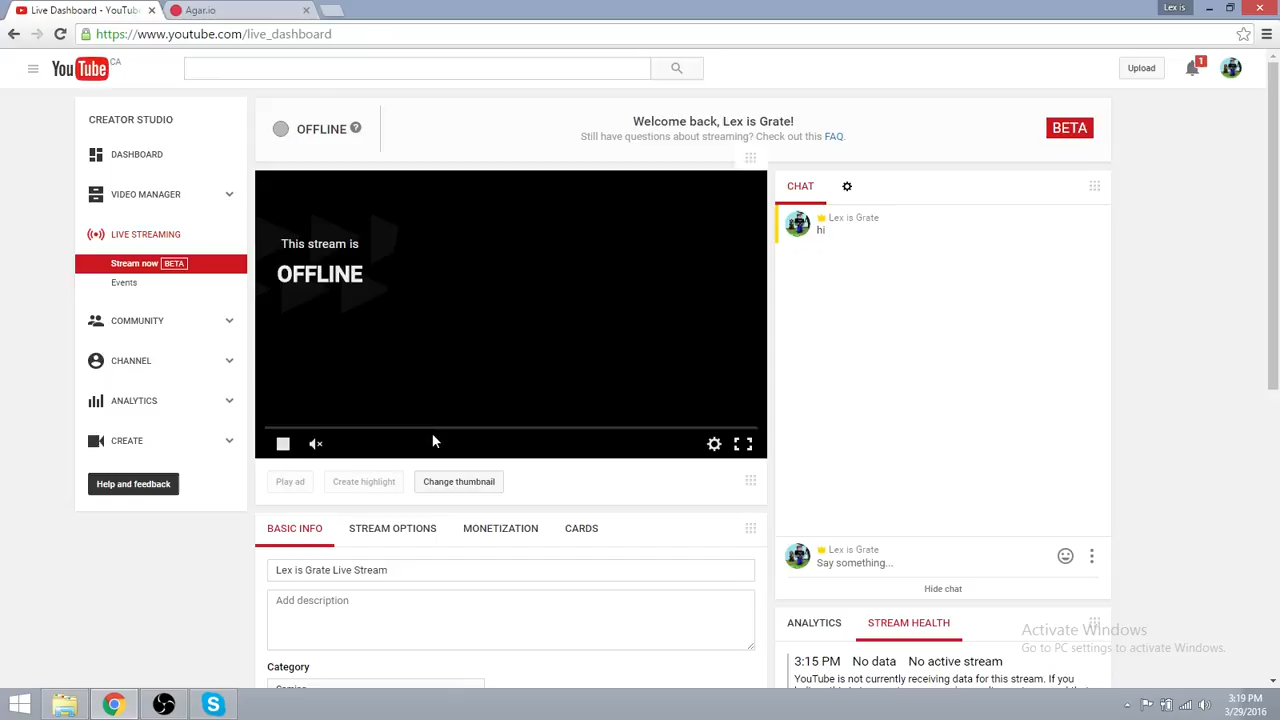 Live Dashboard - YouTub
Agar.io
Lex is
https://www.youtube.com/live_dashboard
YouTube CA
Upload
1
CREATOR STUDIO
DASHBOARD
VIDEO MANAGER
LIVE STREAMING
Stream now BETA
Events
COMMUNITY
CHANNEL
ANALYTICS
CREATE
Help and feedback
OFFLINE ?
Welcome back, Lex is Grate!
Still have questions about streaming? Check out this FAQ.
BETA
This stream is
OFFLINE
Play ad
Create highlight
Change thumbnail
BASIC INFO
STREAM OPTIONS
MONETIZATION
CARDS
Lex is Grate Live Stream
Add description
Category
CHAT
Lex is Grate
hi
Lex is Grate
Say something...
Hide chat
ANALYTICS
STREAM HEALTH
3:15 PM No data No active stream
YouTube is not currently receiving data for this stream. If you
Activate Windows
Go to PC settings to activate Windows.
3:19 PM
3/29/2016